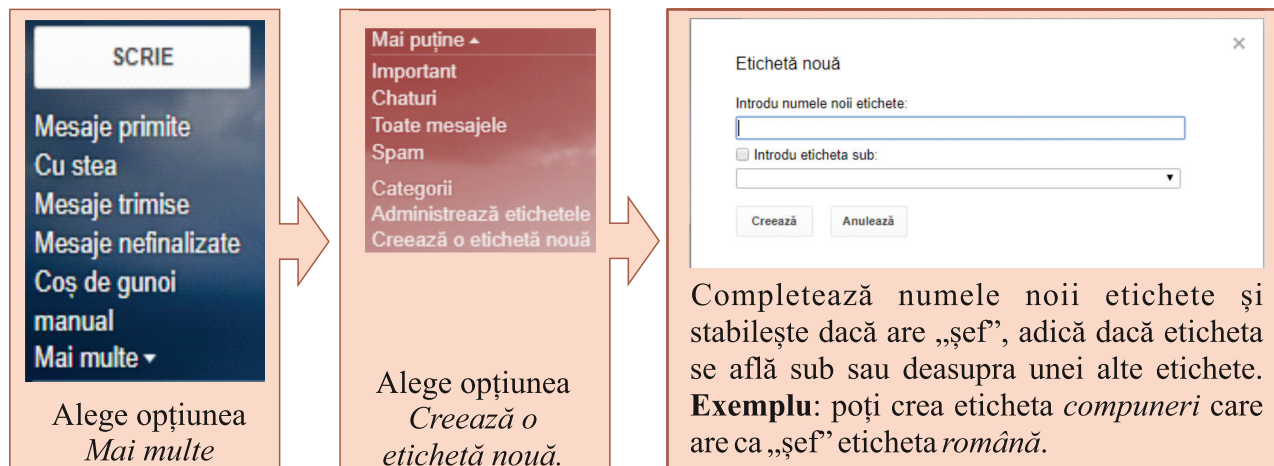 SCRIE
Mesaje primite
Cu stea
Mesaje trimise
Mesaje nefinalizate
Coș de gunoi
manual
Mai multe ▾
Alege opțiunea
Mai multe
Mai puține ▴
Important
Chaturi
Toate mesajele
Spam
Categorii
Administrează etichetele
Creează o etichetă nouă
Alege opțiunea
Creează o
etichetă nouă.
×
Etichetă nouă
Introdu numele noii etichete:
Introdu eticheta sub:
▼
Creează Anulează
Completează numele noii etichete și
stabilește dacă are „șef”, adică dacă eticheta
se află sub sau deasupra unei alte etichete.
Exemplu: poți crea eticheta compuneri care
are ca „șef” eticheta română.